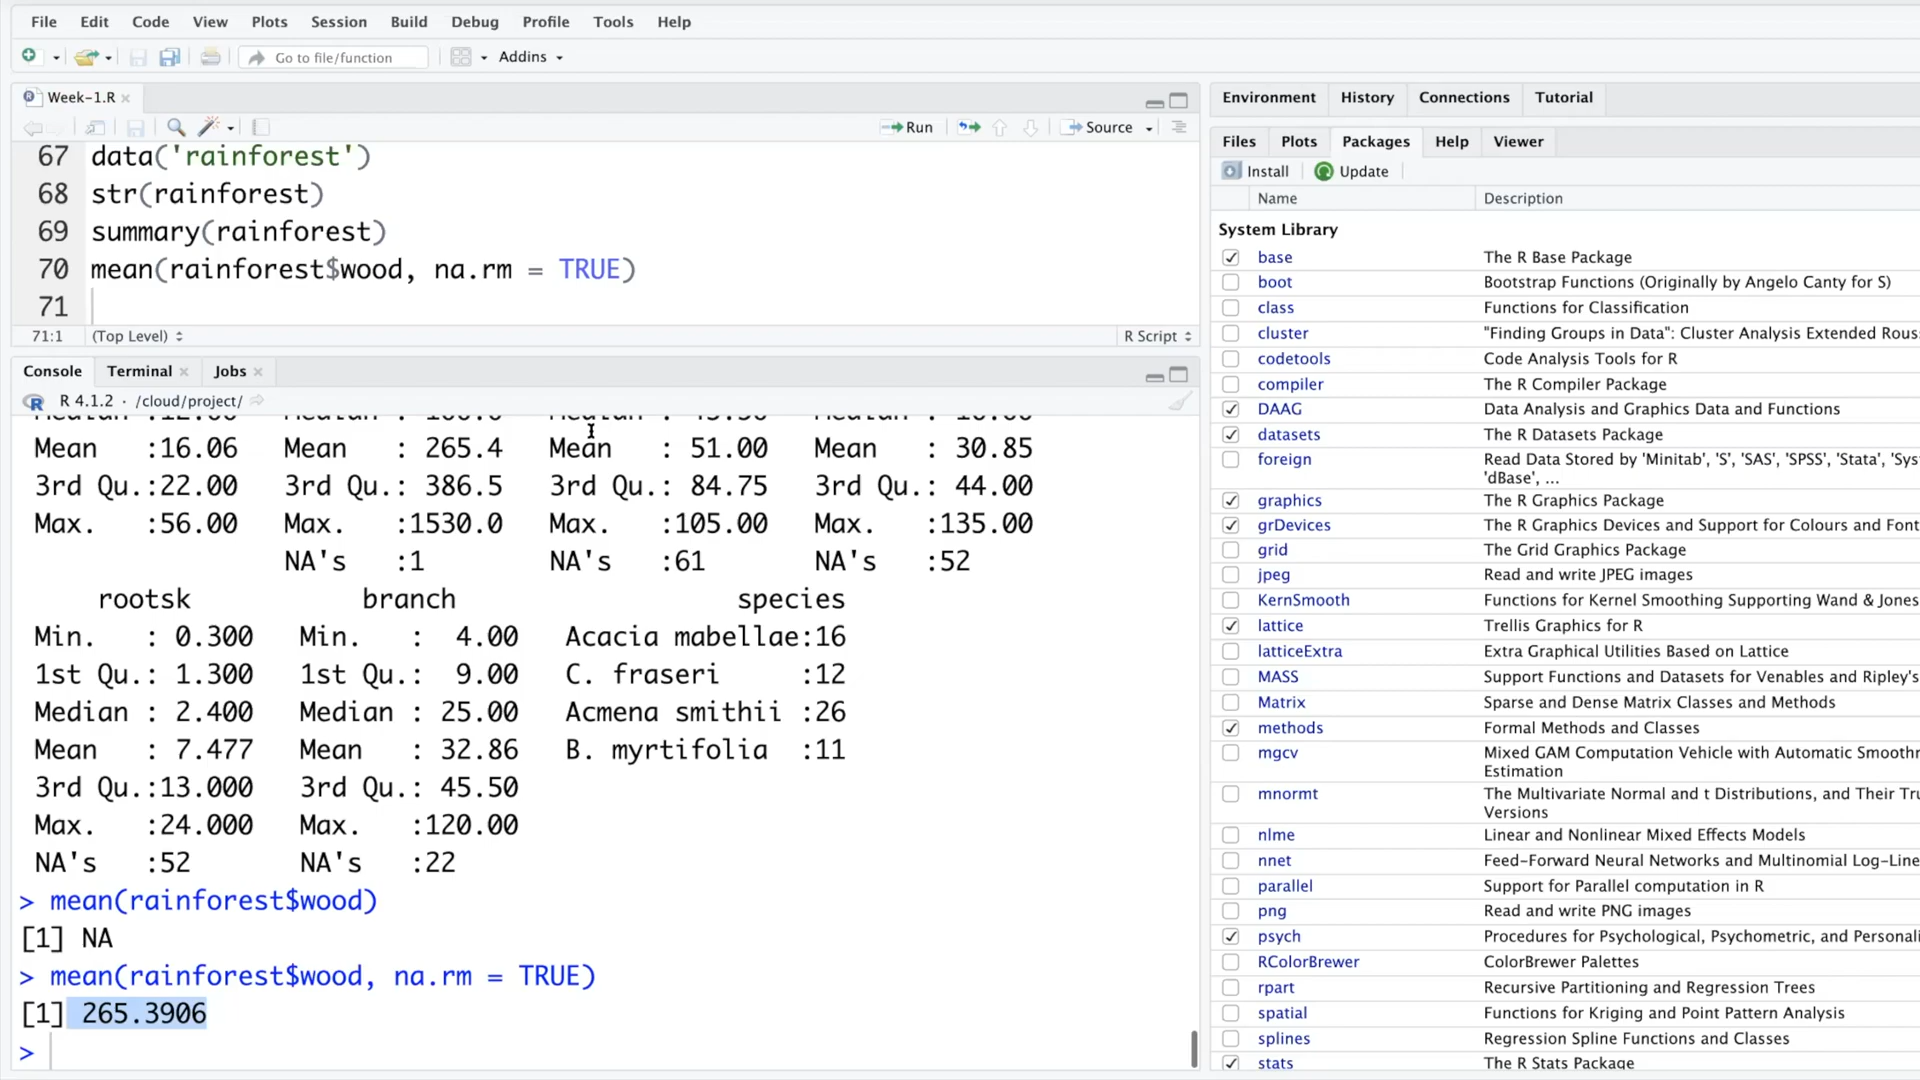 File Edit Code View Plots Session Build Debug Profile Tools Help
Go to file/function Addins
Week-1.R
Run Source
67 data('rainforest')
68 str(rainforest)
69 summary(rainforest)
70 mean(rainforest$wood, na.rm = TRUE)
71
71:1 (Top Level) R Script
Console Terminal Jobs
R 4.1.2 · /cloud/project/
Mean :16.06 Mean : 265.4 Mean : 51.00 Mean : 30.85
3rd Qu.:22.00 3rd Qu.: 386.5 3rd Qu.: 84.75 3rd Qu.: 44.00
Max. :56.00 Max. :1530.0 Max. :105.00 Max. :135.00
NA's :1 NA's :61 NA's :52
rootsk branch species
Min. : 0.300 Min. : 4.00 Acacia mabellae:16
1st Qu.: 1.300 1st Qu.: 9.00 C. fraseri :12
Median : 2.400 Median : 25.00 Acmena smithii :26
Mean : 7.477 Mean : 32.86 B. myrtifolia :11
3rd Qu.:13.000 3rd Qu.: 45.50
Max. :24.000 Max. :120.00
NA's :52 NA's :22
> mean(rainforest$wood)
[1] NA
> mean(rainforest$wood, na.rm = TRUE)
[1] 265.3906
>
Environment History Connections Tutorial
Files Plots Packages Help Viewer
Install Update
Name Description
System Library
base The R Base Package
boot Bootstrap Functions (Originally by Angelo Canty for S)
class Functions for Classification
cluster "Finding Groups in Data": Cluster Analysis Extended Rous
codetools Code Analysis Tools for R
compiler The R Compiler Package
DAAG Data Analysis and Graphics Data and Functions
datasets The R Datasets Package
foreign Read Data Stored by 'Minitab', 'S', 'SAS', 'SPSS', 'Stata', 'Sys
'dBase', ...
graphics The R Graphics Package
grDevices The R Graphics Devices and Support for Colours and Font
grid The Grid Graphics Package
jpeg Read and write JPEG images
KernSmooth Functions for Kernel Smoothing Supporting Wand & Jones
lattice Trellis Graphics for R
latticeExtra Extra Graphical Utilities Based on Lattice
MASS Support Functions and Datasets for Venables and Ripley's
Matrix Sparse and Dense Matrix Classes and Methods
methods Formal Methods and Classes
mgcv Mixed GAM Computation Vehicle with Automatic Smooth
Estimation
mnormt The Multivariate Normal and t Distributions, and Their Tru
Versions
nlme Linear and Nonlinear Mixed Effects Models
nnet Feed-Forward Neural Networks and Multinomial Log-Line
parallel Support for Parallel computation in R
png Read and write PNG images
psych Procedures for Psychological, Psychometric, and Personali
RColorBrewer ColorBrewer Palettes
rpart Recursive Partitioning and Regression Trees
spatial Functions for Kriging and Point Pattern Analysis
splines Regression Spline Functions and Classes
stats The R Stats Package